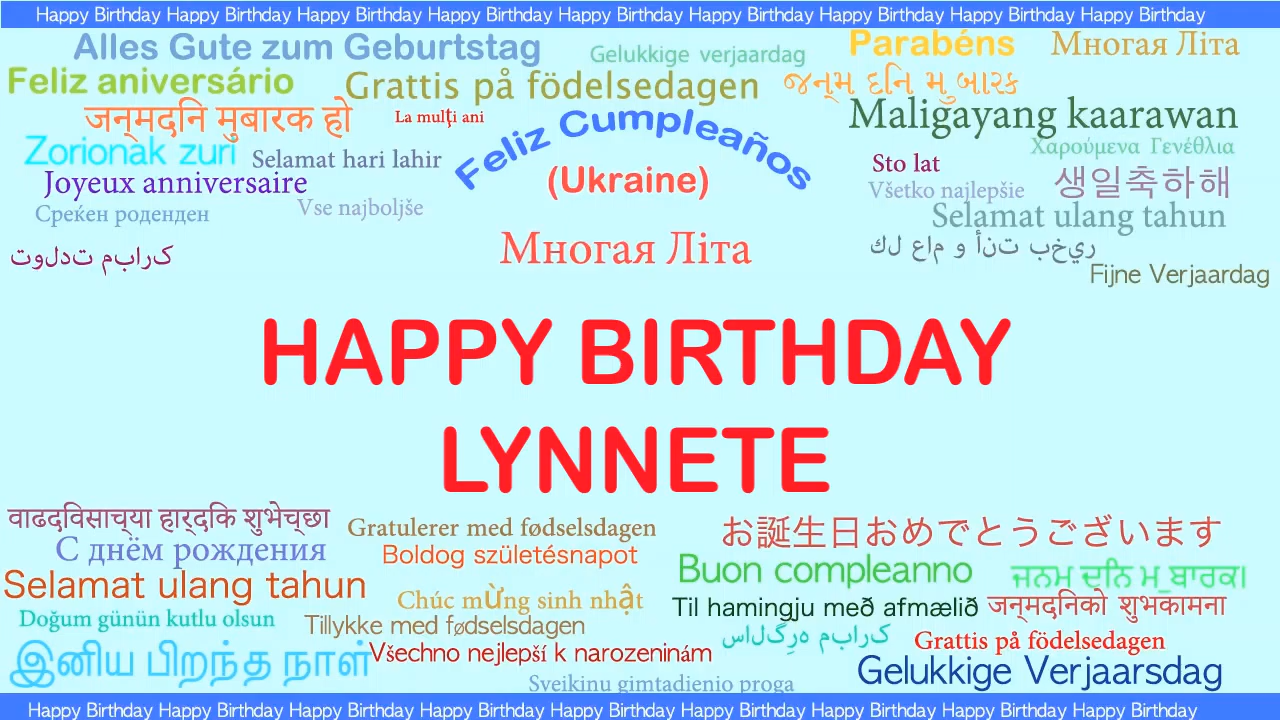 Happy Birthday Happy Birthday Happy Birthday Happy Birthday Happy Birthday Happy Birthday Happy Birthday Happy Birthday Happy Birthday
Alles Gute zum Geburtstag
Gelukkige verjaardag
Parabéns
Многая Літа
Feliz aniversário
Grattis på födelsedagen
જન્મ દિન મુબારક
जन्मदिन मुबारक हो
La mulţi ani
Feliz Cumpleaños
Maligayang kaarawan
Zorionak zuri
Selamat hari lahir
Χαρούμενα Γενέθλια
Sto lat
Joyeux anniversaire
(Ukraine)
Všetko najlepšie
생일축하해
Среќен роденден
Vse najboljše
Selamat ulang tahun
תולדت مبارک
Многая Літа
كل عام و أنت بخير
Fijne Verjaardag
HAPPY BIRTHDAY
LYNNETE
वाढदिवसाच्या हार्दिक शुभेच्छा
Gratulerer med fødselsdagen
お誕生日おめでとうございます
С днём рождения
Boldog születésnapot
Selamat ulang tahun
Buon compleanno
ਜਨਮ ਦਿਨ ਮੁਬਾਰਕ।
Chúc mừng sinh nhật
Til hamingju með afmælið
जन्मदिनको शुभकामना
Doğum günün kutlu olsun
Tillykke med fødselsdagen
سالگرہ مبارک
Grattis på födelsedagen
இனிய பிறந்த நாள்
Všechno nejlepší k narozeninám
Gelukkige Verjaarsdag
Sveikinu gimtadienio proga
Happy Birthday Happy Birthday Happy Birthday Happy Birthday Happy Birthday Happy Birthday Happy Birthday Happy Birthday Happy Birthday